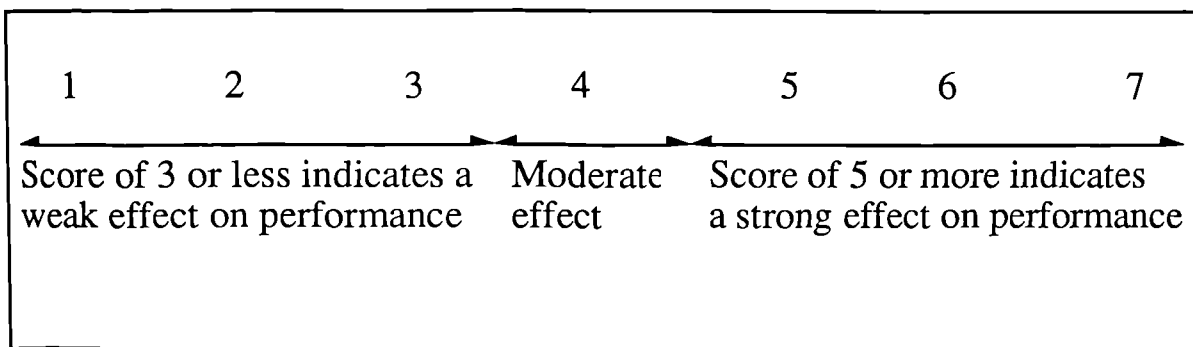 1 2 3 4 5 6 7
Score of 3 or less indicates a Moderate Score of 5 or more indicates
weak effect on performance effect a strong effect on performance